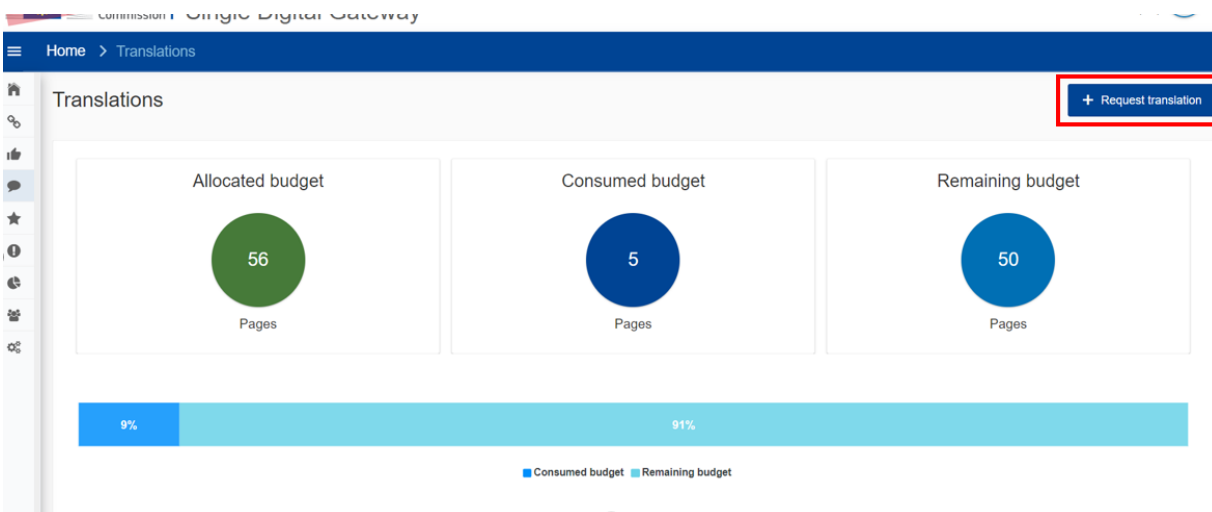 Commission Single Digital Gateway
Home > Translations
Translations
+ Request translation
Allocated budget
Consumed budget
Remaining budget
56
5
50
Pages
Pages
Pages
9%
91%
Consumed budget Remaining budget